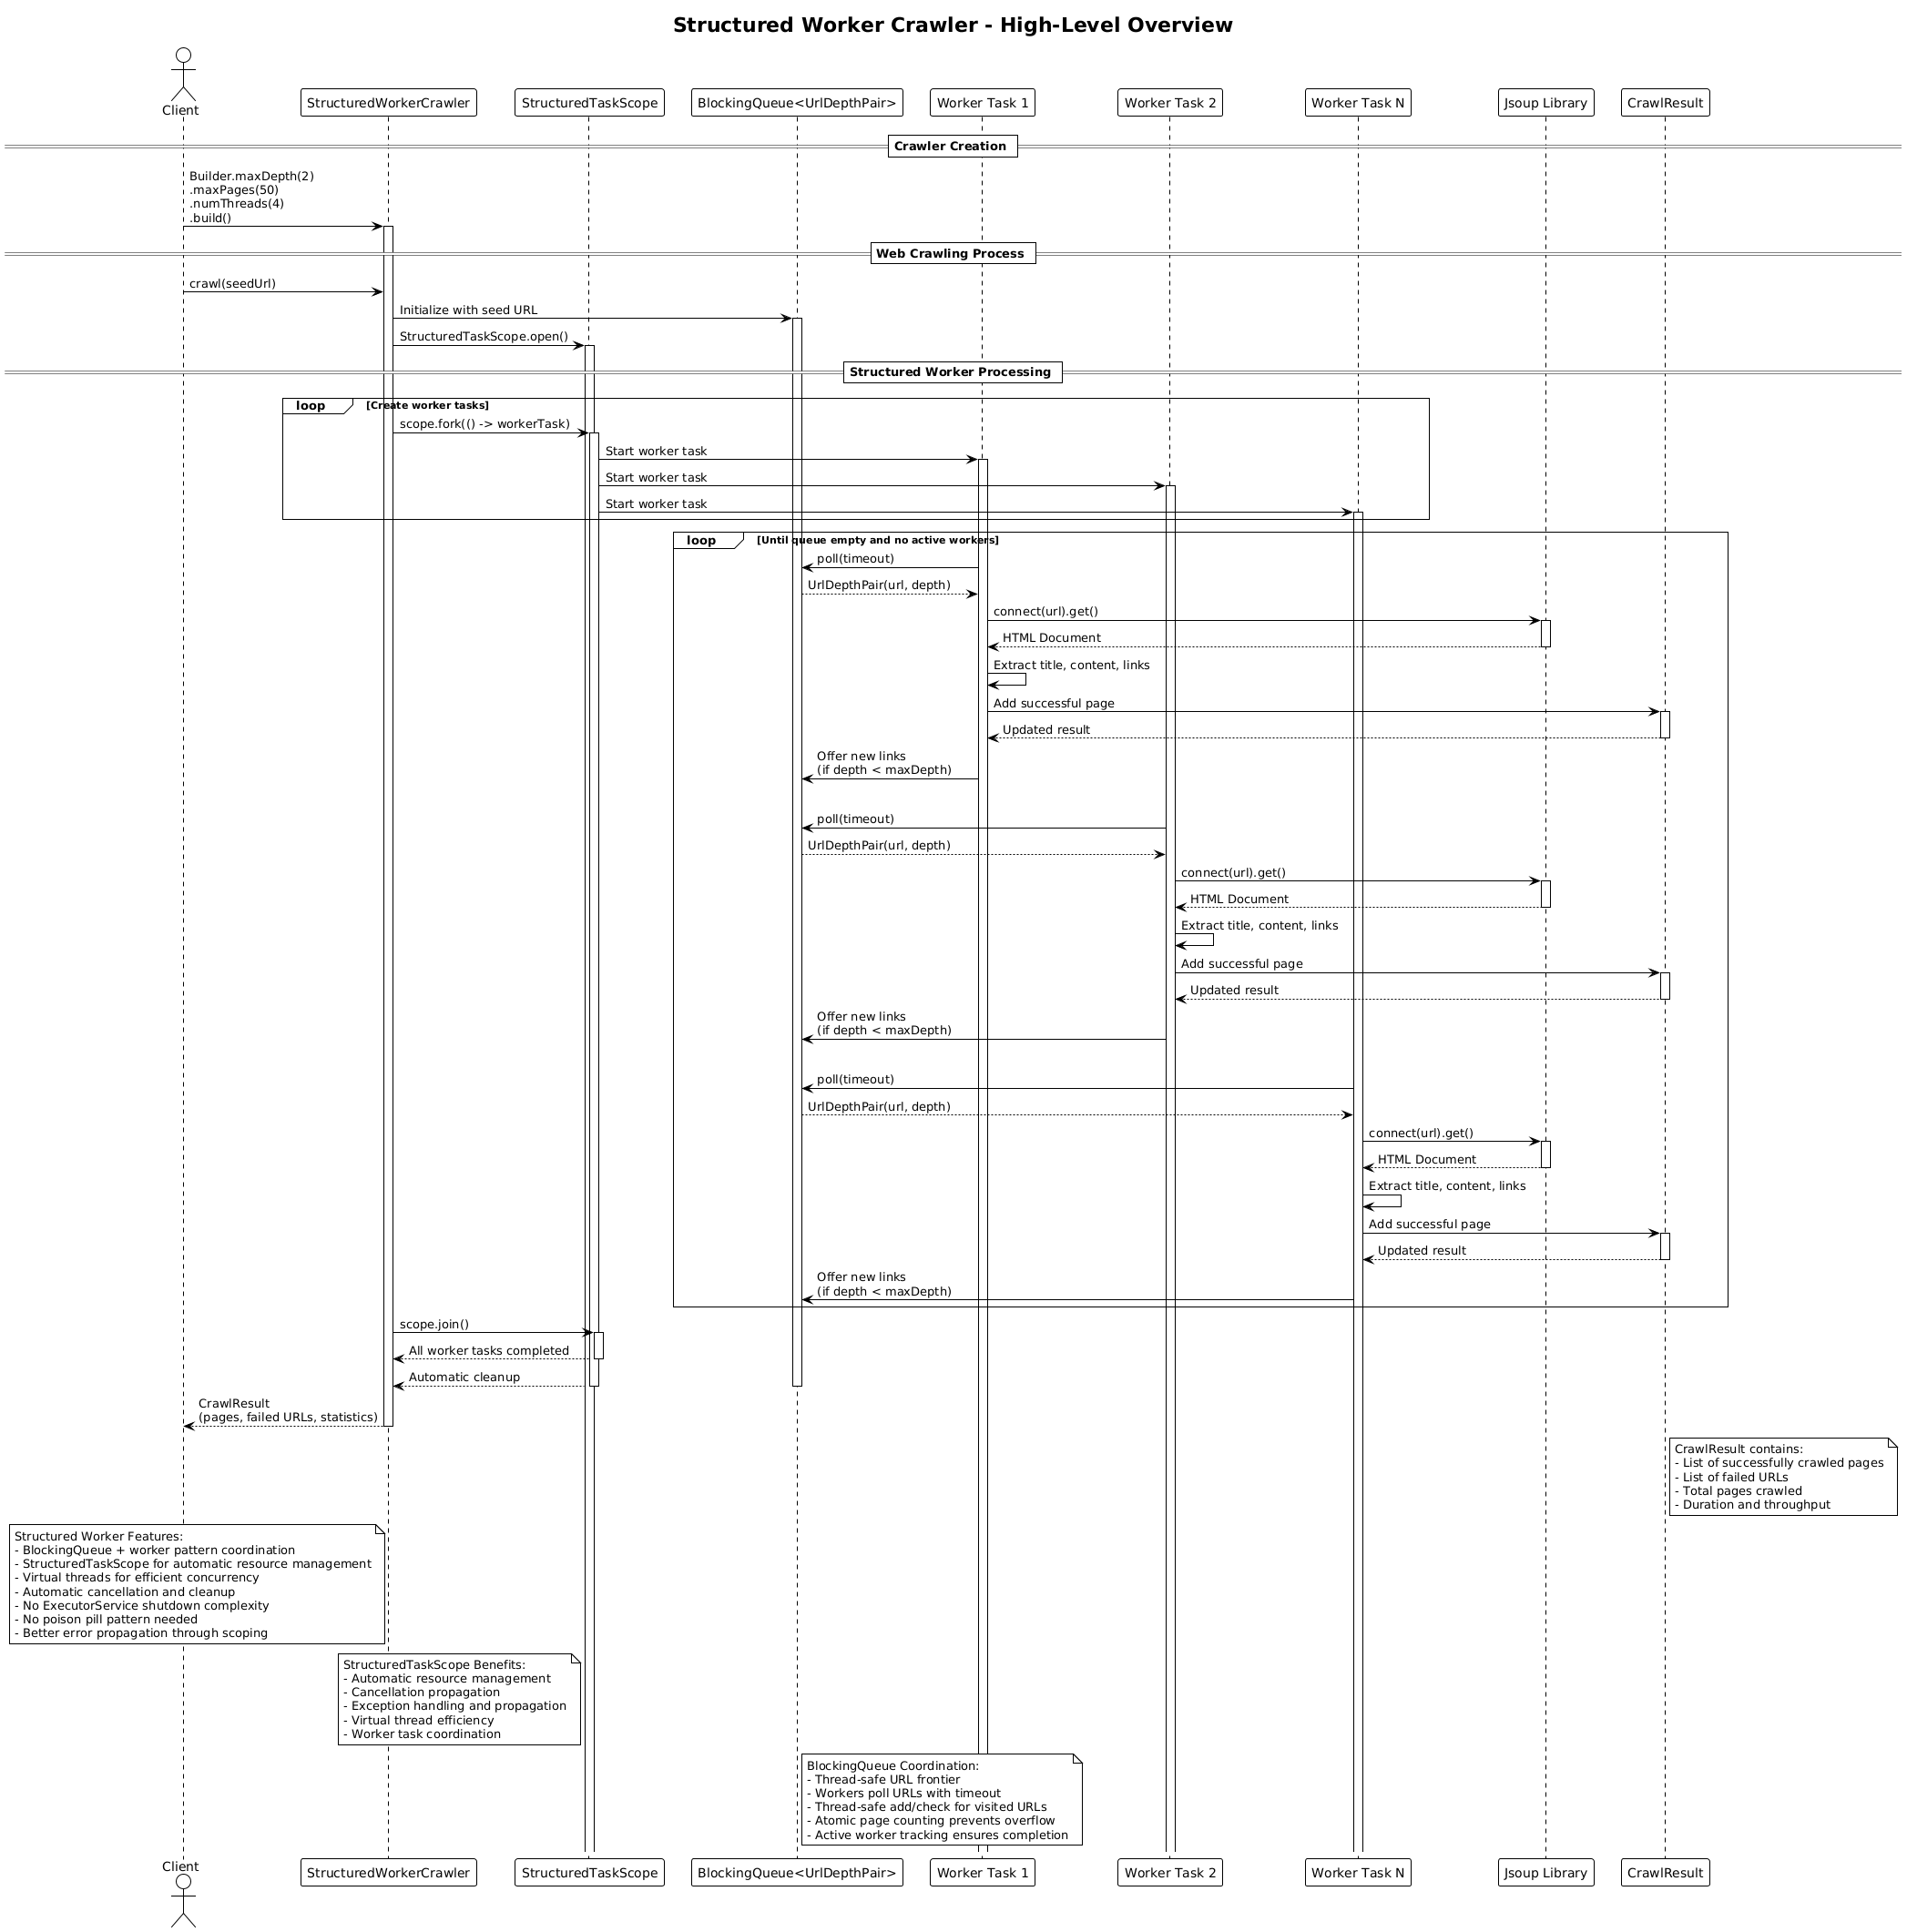 Structured Worker Crawler - High-Level Overview
Client
StructuredWorkerCrawler
StructuredTaskScope
BlockingQueue<UrlDepthPair>
Worker Task 1
Worker Task 2
Worker Task N
Jsoup Library
CrawlResult
Crawler Creation
Builder.maxDepth(2)
.maxPages(50)
.numThreads(4)
.build()
Web Crawling Process
crawl(seedUrl)
Initialize with seed URL
StructuredTaskScope.open()
Structured Worker Processing
loop
[Create worker tasks]
scope.fork(() -> workerTask)
Start worker task
Start worker task
Start worker task
loop
[Until queue empty and no active workers]
poll(timeout)
UrlDepthPair(url, depth)
connect(url).get()
HTML Document
Extract title, content, links
Add successful page
Updated result
Offer new links
(if depth < maxDepth)
poll(timeout)
UrlDepthPair(url, depth)
connect(url).get()
HTML Document
Extract title, content, links
Add successful page
Updated result
Offer new links
(if depth < maxDepth)
poll(timeout)
UrlDepthPair(url, depth)
connect(url).get()
HTML Document
Extract title, content, links
Add successful page
Updated result
Offer new links
(if depth < maxDepth)
scope.join()
All worker tasks completed
Automatic cleanup
CrawlResult
(pages, failed URLs, statistics)
CrawlResult contains:
- List of successfully crawled pages
- List of failed URLs
- Total pages crawled
- Duration and throughput
Structured Worker Features:
- BlockingQueue + worker pattern coordination
- StructuredTaskScope for automatic resource management
- Virtual threads for efficient concurrency
- Automatic cancellation and cleanup
- No ExecutorService shutdown complexity
- No poison pill pattern needed
- Better error propagation through scoping
StructuredTaskScope Benefits:
- Automatic resource management
- Cancellation propagation
- Exception handling and propagation
- Virtual thread efficiency
- Worker task coordination
BlockingQueue Coordination:
- Thread-safe URL frontier
- Workers poll URLs with timeout
- Thread-safe add/check for visited URLs
- Atomic page counting prevents overflow
- Active worker tracking ensures completion
Client
StructuredWorkerCrawler
StructuredTaskScope
BlockingQueue<UrlDepthPair>
Worker Task 1
Worker Task 2
Worker Task N
Jsoup Library
CrawlResult